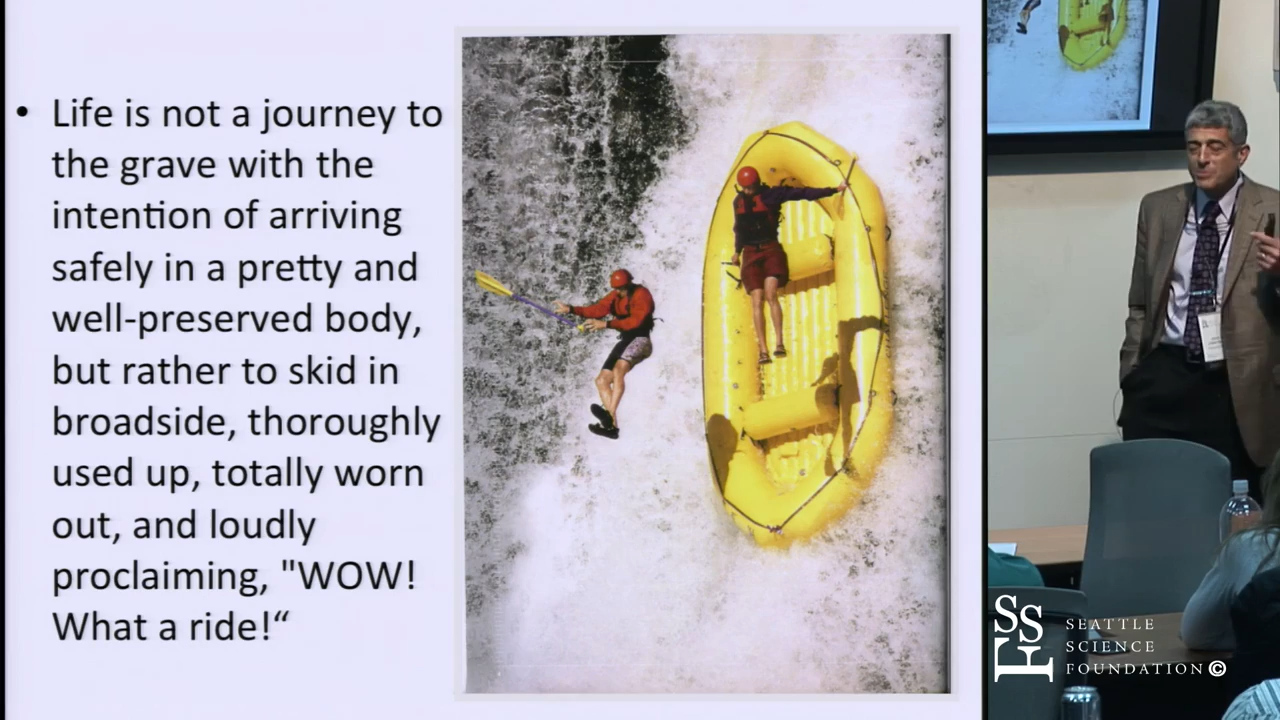 • Life is not a journey to
the grave with the
intention of arriving
safely in a pretty and
well-preserved body,
but rather to skid in
broadside, thoroughly
used up, totally worn
out, and loudly
proclaiming, "WOW!
What a ride!“
SSF
SEATTLE
SCIENCE
FOUNDATION©